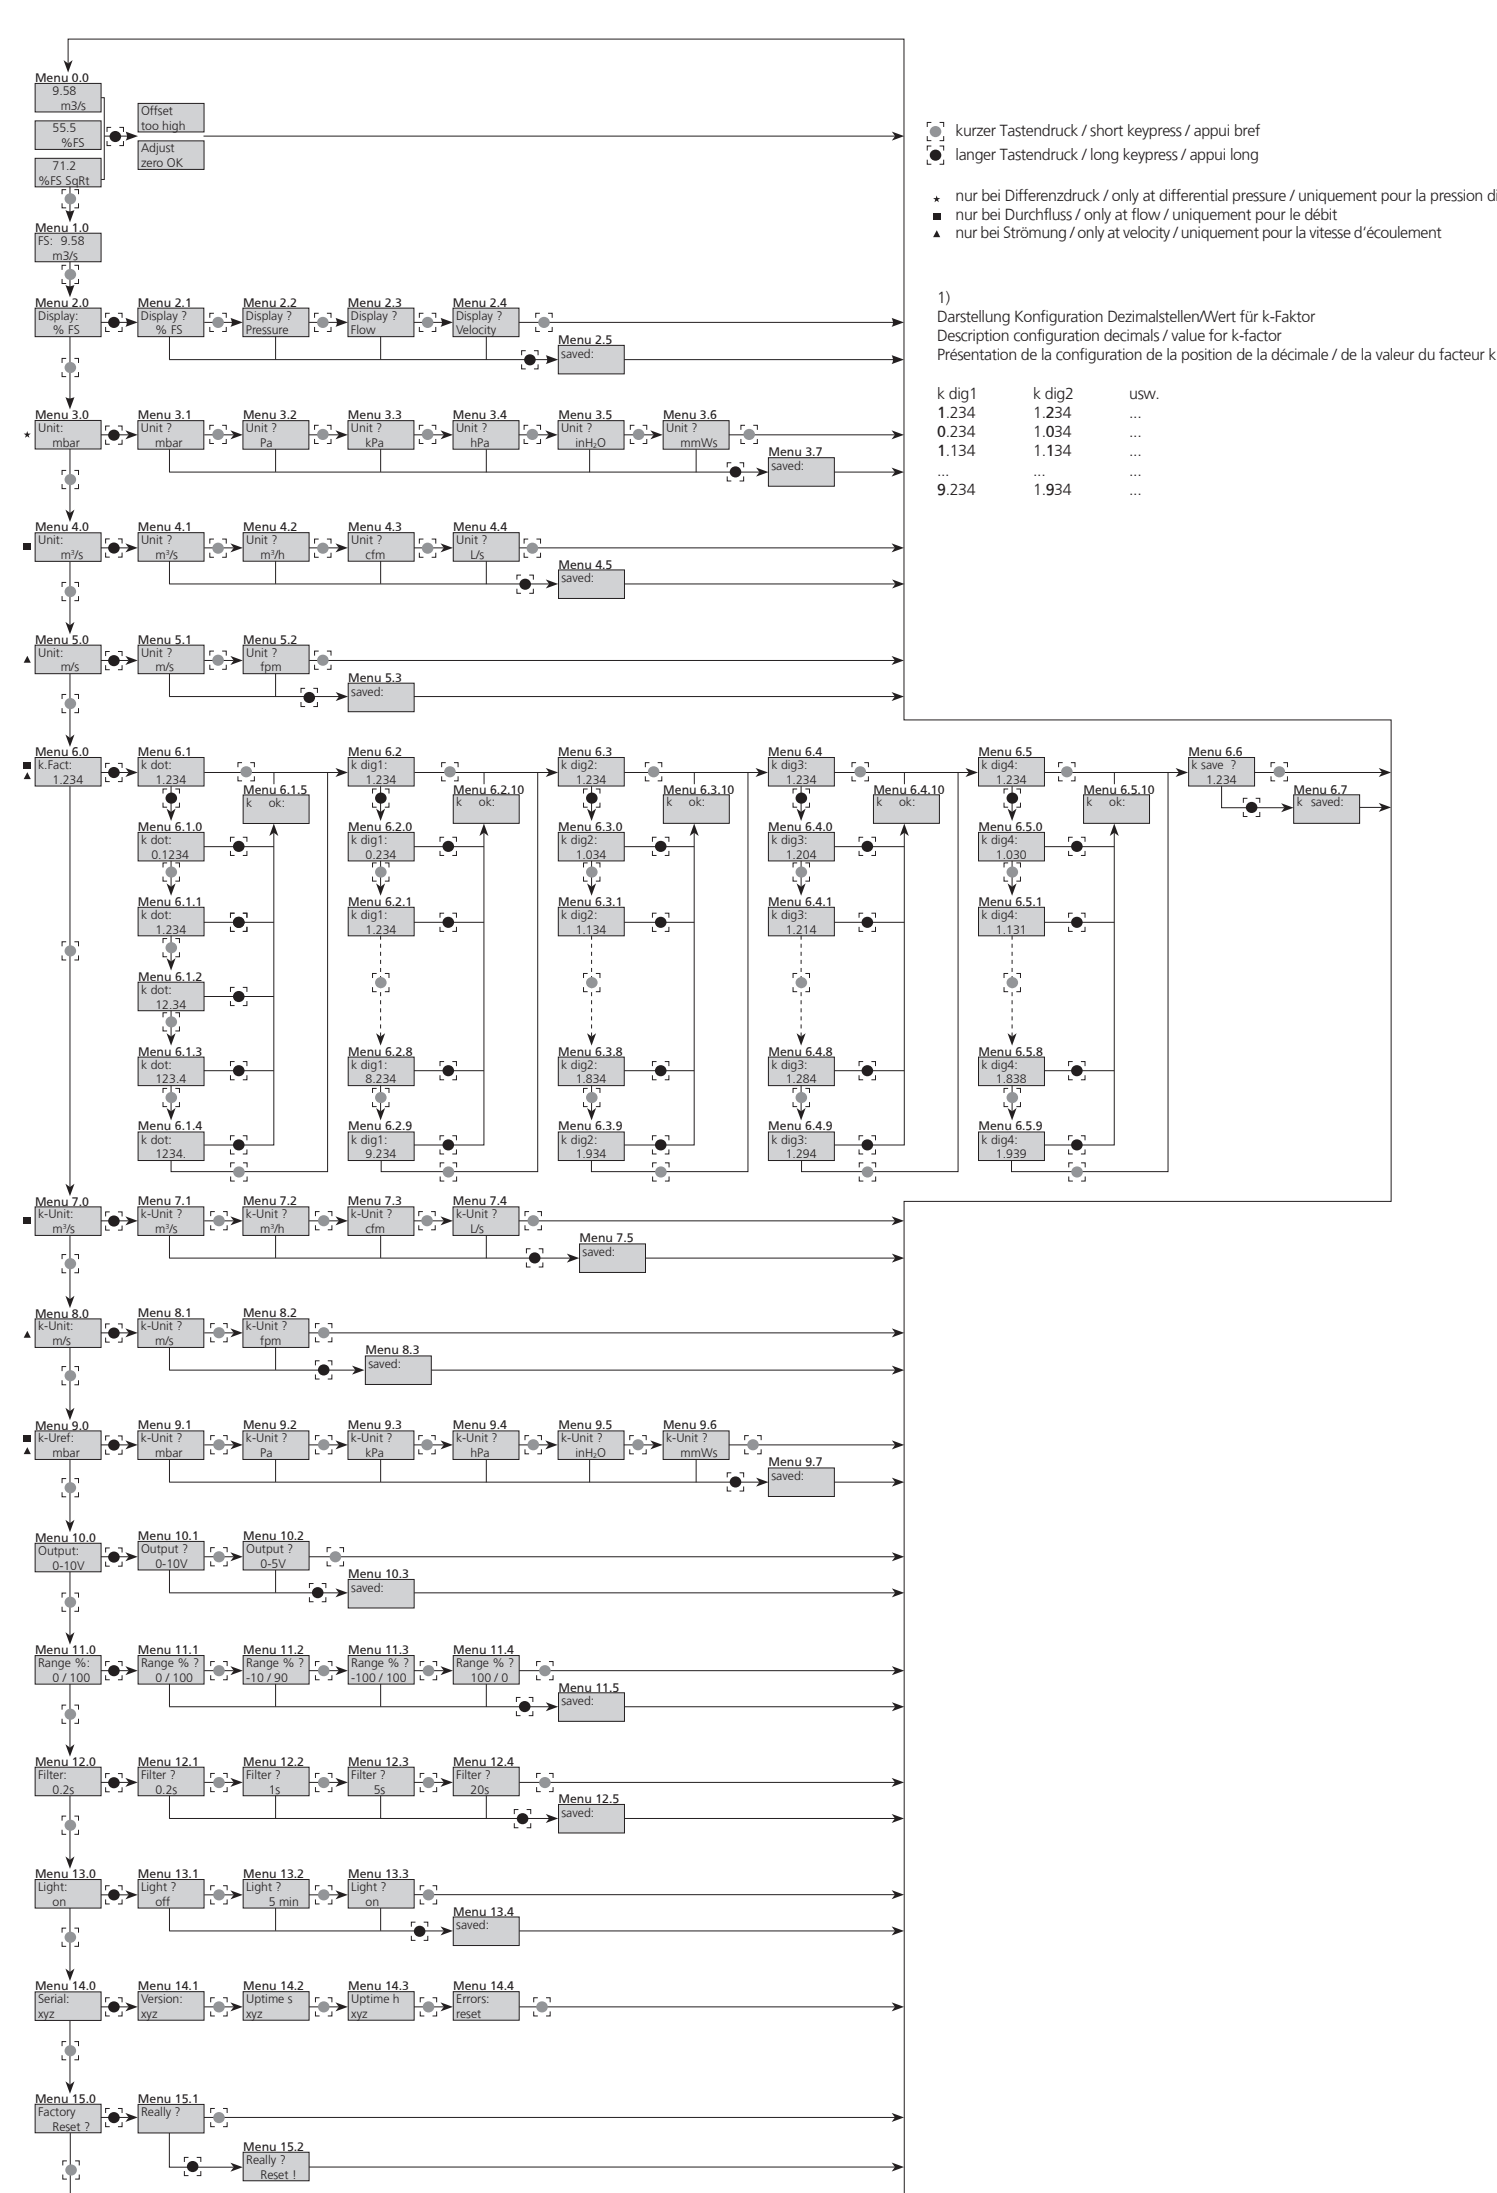 Menu 0.0
9.58
m3/s
55.5
%FS
71.2
%FS SqRt
Offset
too high
Adjust
zero OK
kurzer Tastendruck / short keypress / appui bref
langer Tastendruck / long keypress / appui long
★ nur bei Differenzdruck / only at differential pressure / uniquement pour la pression di
■ nur bei Durchfluss / only at flow / uniquement pour le débit
▲ nur bei Strömung / only at velocity / uniquement pour la vitesse d'écoulement
1)
Darstellung Konfiguration Dezimalstellen/Wert für k-Faktor
Description configuration decimals / value for k-factor
Présentation de la configuration de la position de la décimale / de la valeur du facteur k
k dig1 k dig2 usw.
1.234 1.234 ...
0.234 1.034 ...
1.134 1.134 ...
... ... ...
9.234 1.934 ...
Menu 1.0
FS: 9.58
m3/s
Menu 2.0 Menu 2.1 Menu 2.2 Menu 2.3 Menu 2.4
Display: Display ? Display ? Display ? Display ?
% FS % FS Pressure Flow Velocity
Menu 2.5
saved:
Menu 3.0 Menu 3.1 Menu 3.2 Menu 3.3 Menu 3.4 Menu 3.5 Menu 3.6
Unit: Unit ? Unit ? Unit ? Unit ? Unit ? Unit ?
★ mbar mbar Pa kPa hPa inH₂O mmWs
Menu 3.7
saved:
Menu 4.0 Menu 4.1 Menu 4.2 Menu 4.3 Menu 4.4
Unit: Unit ? Unit ? Unit ? Unit ?
■ m³/s m³/s m³/h cfm L/s
Menu 4.5
saved:
Menu 5.0 Menu 5.1 Menu 5.2
Unit: Unit ? Unit ?
▲ m/s m/s fpm
Menu 5.3
saved:
Menu 6.0 Menu 6.1 Menu 6.2 Menu 6.3 Menu 6.4 Menu 6.5 Menu 6.6
■ k.Fact: k dot: k dig1: k dig2: k dig3: k dig4: k save ?
▲ 1.234 1.234 1.234 1.234 1.234 1.234 1.234
Menu 6.1.5 Menu 6.2.10 Menu 6.3.10 Menu 6.4.10 Menu 6.5.10 Menu 6.7
k ok: k ok: k ok: k ok: k ok: k saved:
Menu 6.1.0 Menu 6.2.0 Menu 6.3.0 Menu 6.4.0 Menu 6.5.0
k dot: k dig1: k dig2: k dig3: k dig4:
0.1234 0.234 1.034 1.204 1.030
Menu 6.1.1 Menu 6.2.1 Menu 6.3.1 Menu 6.4.1 Menu 6.5.1
k dot: k dig1: k dig2: k dig3: k dig4:
1.234 1.234 1.134 1.214 1.131
Menu 6.1.2
k dot:
12.34
Menu 6.1.3 Menu 6.2.8 Menu 6.3.8 Menu 6.4.8 Menu 6.5.8
k dot: k dig1: k dig2: k dig3: k dig4:
123.4 8.234 1.834 1.284 1.838
Menu 6.1.4 Menu 6.2.9 Menu 6.3.9 Menu 6.4.9 Menu 6.5.9
k dot: k dig1: k dig2: k dig3: k dig4:
1234. 9.234 1.934 1.294 1.939
Menu 7.0 Menu 7.1 Menu 7.2 Menu 7.3 Menu 7.4
k-Unit: k-Unit ? k-Unit ? k-Unit ? k-Unit ?
■ m³/s m³/s m³/h cfm L/s
Menu 7.5
saved:
Menu 8.0 Menu 8.1 Menu 8.2
k-Unit: k-Unit ? k-Unit ?
▲ m/s m/s fpm
Menu 8.3
saved:
Menu 9.0 Menu 9.1 Menu 9.2 Menu 9.3 Menu 9.4 Menu 9.5 Menu 9.6
■ k-Uref: k-Unit ? k-Unit ? k-Unit ? k-Unit ? k-Unit ? k-Unit ?
▲ mbar mbar Pa kPa hPa inH₂O mmWs
Menu 9.7
saved:
Menu 10.0 Menu 10.1 Menu 10.2
Output: Output ? Output ?
0-10V 0-10V 0-5V
Menu 10.3
saved:
Menu 11.0 Menu 11.1 Menu 11.2 Menu 11.3 Menu 11.4
Range %: Range % ? Range % ? Range % ? Range % ?
0 / 100 0 / 100 -10 / 90 -100 / 100 100 / 0
Menu 11.5
saved:
Menu 12.0 Menu 12.1 Menu 12.2 Menu 12.3 Menu 12.4
Filter: Filter ? Filter ? Filter ? Filter ?
0.2s 0.2s 1s 5s 20s
Menu 12.5
saved:
Menu 13.0 Menu 13.1 Menu 13.2 Menu 13.3
Light: Light ? Light ? Light ?
on off 5 min on
Menu 13.4
saved:
Menu 14.0 Menu 14.1 Menu 14.2 Menu 14.3 Menu 14.4
Serial: Version: Uptime s Uptime h Errors:
xyz xyz xyz xyz reset
Menu 15.0 Menu 15.1
Factory Really ?
Reset ?
Menu 15.2
Really ?
Reset !